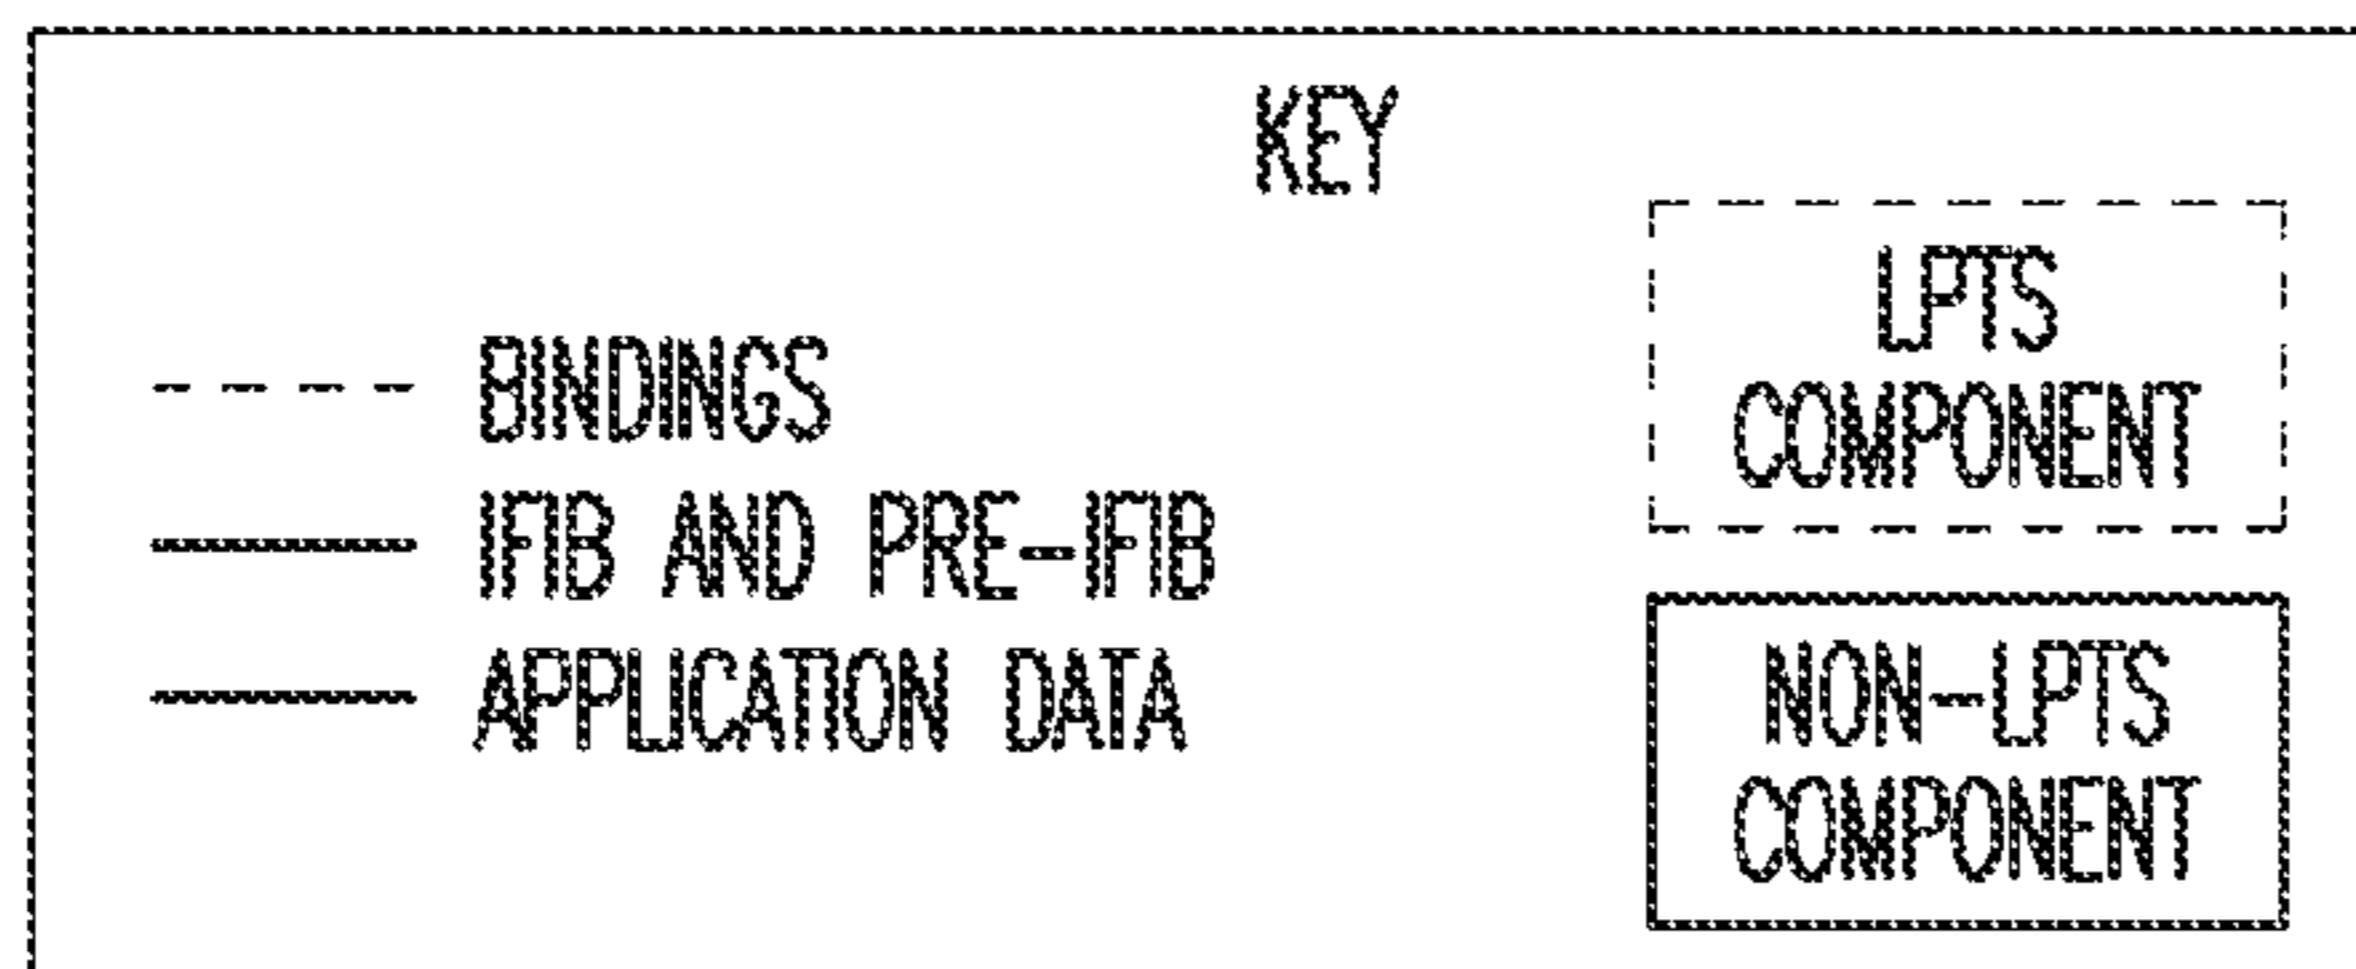 KEY
BINDINGS
IFIB AND PRE-IFIB
APPLICATION DATA
LPTS
COMPONENT
NON-LPTS
COMPONENT